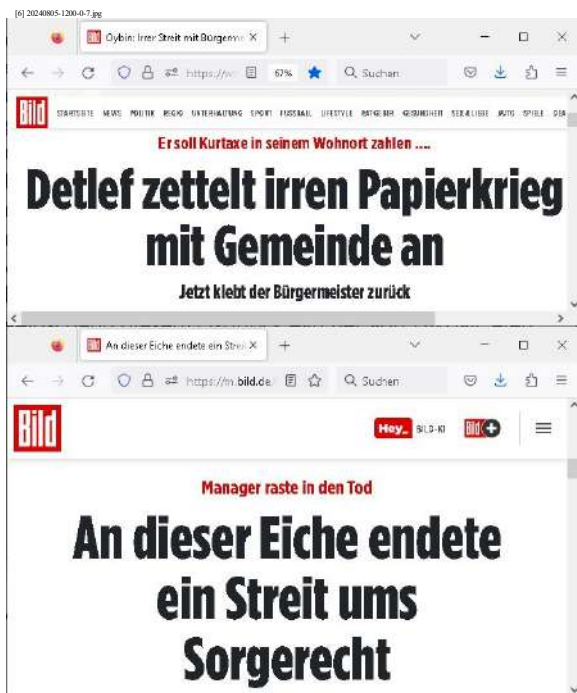 [6] 20240805-1200-0-7.jpg
Oybin: Irrer Streit mit Bürgerme
67% Suchen
Bild STARTSEITE NEWS POLITIK REGIO UNTERHALTUNG SPORT FUSSBALL LIFESTYLE RATGEBER GESUNDHEIT SEX & LIEBE AUTO SPIELE DEA
Er soll Kurtaxe in seinem Wohnort zahlen ....
Detlef zettelt irren Papierkrieg
mit Gemeinde an
Jetzt klebt der Bürgermeister zurück
An dieser Eiche endete ein Strei
https://m.bild.de Suchen
Bild Hey_ BILD-KI Bild+
Manager raste in den Tod
An dieser Eiche endete
ein Streit ums
Sorgerecht